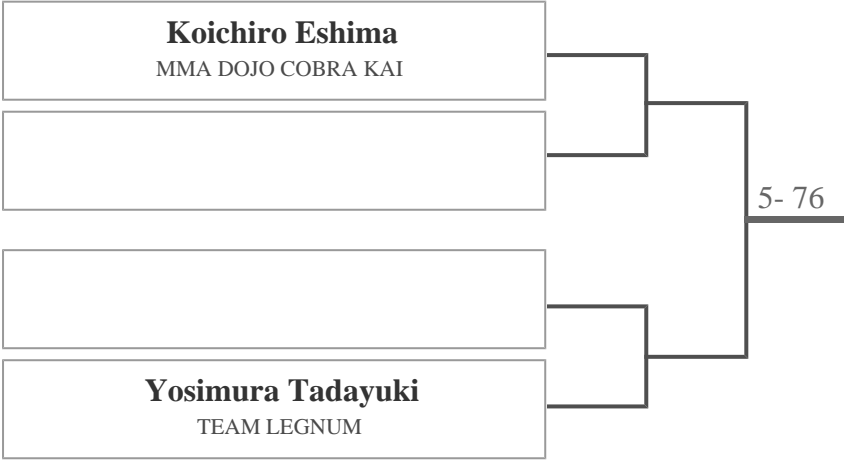 Koichiro Eshima
MMA DOJO COBRA KAI
5- 76
Yosimura Tadayuki
TEAM LEGNUM